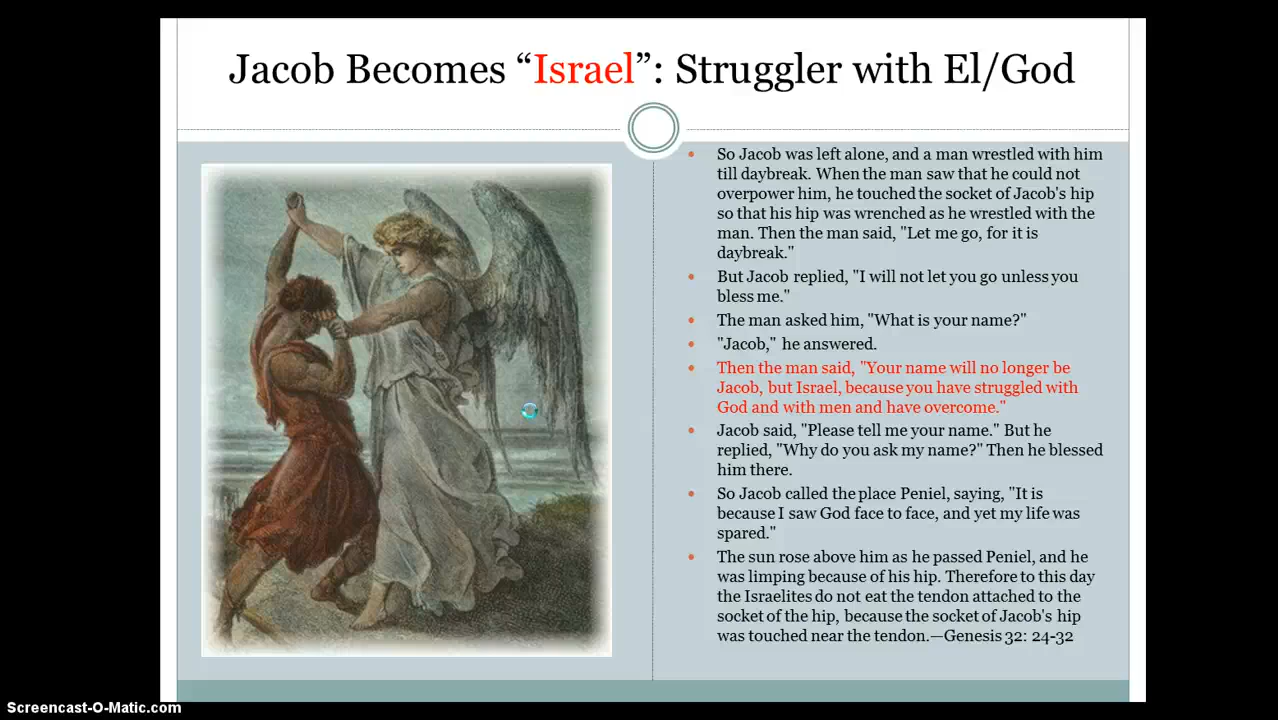 Jacob Becomes “Israel”: Struggler with El/God
• So Jacob was left alone, and a man wrestled with him
till daybreak. When the man saw that he could not
overpower him, he touched the socket of Jacob's hip
so that his hip was wrenched as he wrestled with the
man. Then the man said, "Let me go, for it is
daybreak."
• But Jacob replied, "I will not let you go unless you
bless me."
• The man asked him, "What is your name?"
• "Jacob," he answered.
• Then the man said, "Your name will no longer be
Jacob, but Israel, because you have struggled with
God and with men and have overcome."
• Jacob said, "Please tell me your name." But he
replied, "Why do you ask my name?" Then he blessed
him there.
• So Jacob called the place Peniel, saying, "It is
because I saw God face to face, and yet my life was
spared."
• The sun rose above him as he passed Peniel, and he
was limping because of his hip. Therefore to this day
the Israelites do not eat the tendon attached to the
socket of the hip, because the socket of Jacob's hip
was touched near the tendon.—Genesis 32: 24-32
Screencast-O-Matic.com